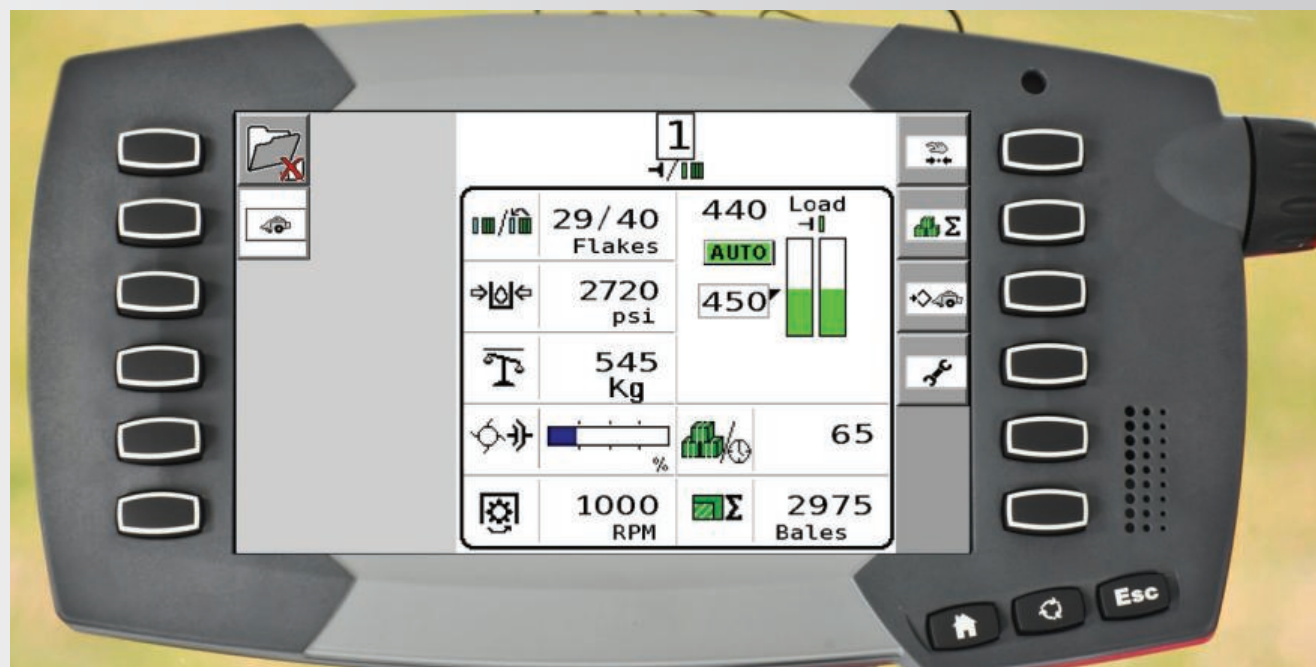 1
29/40
Flakes
440
Load
AUTO
450
2720
psi
545
Kg
%
65
1000
RPM
Σ
2975
Bales
Σ
Esc